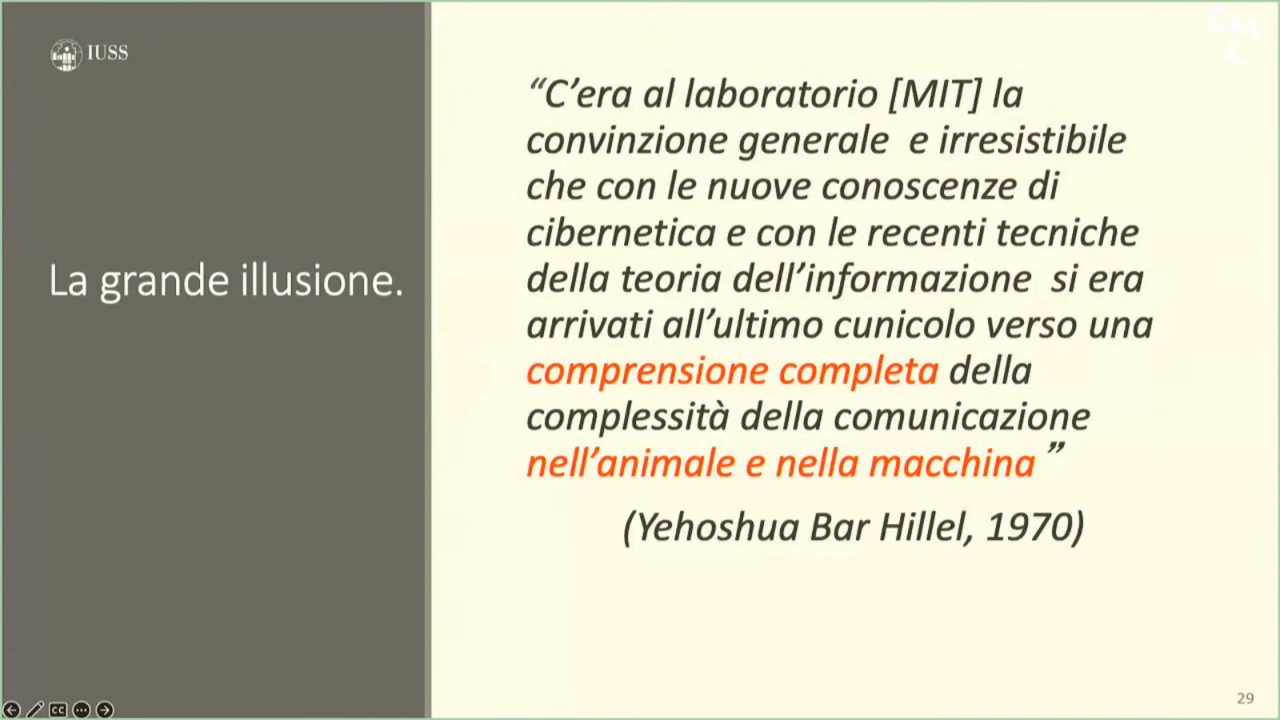 IUSS
CMC
La grande illusione.
“C’era al laboratorio [MIT] la
convinzione generale e irresistibile
che con le nuove conoscenze di
cibernetica e con le recenti tecniche
della teoria dell’informazione si era
arrivati all’ultimo cunicolo verso una
comprensione completa della
complessità della comunicazione
nell’animale e nella macchina”
(Yehoshua Bar Hillel, 1970)
CC
29